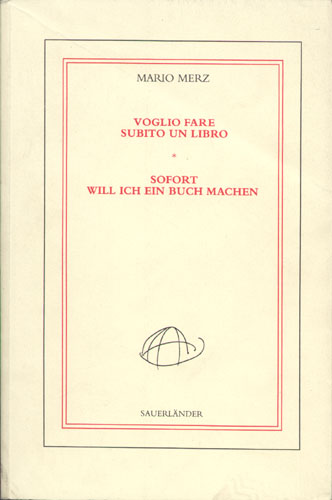 MARIO MERZ
VOGLIO FARE
SUBITO UN LIBRO
*
SOFORT
WILL ICH EIN BUCH MACHEN
SAUERLÄNDER